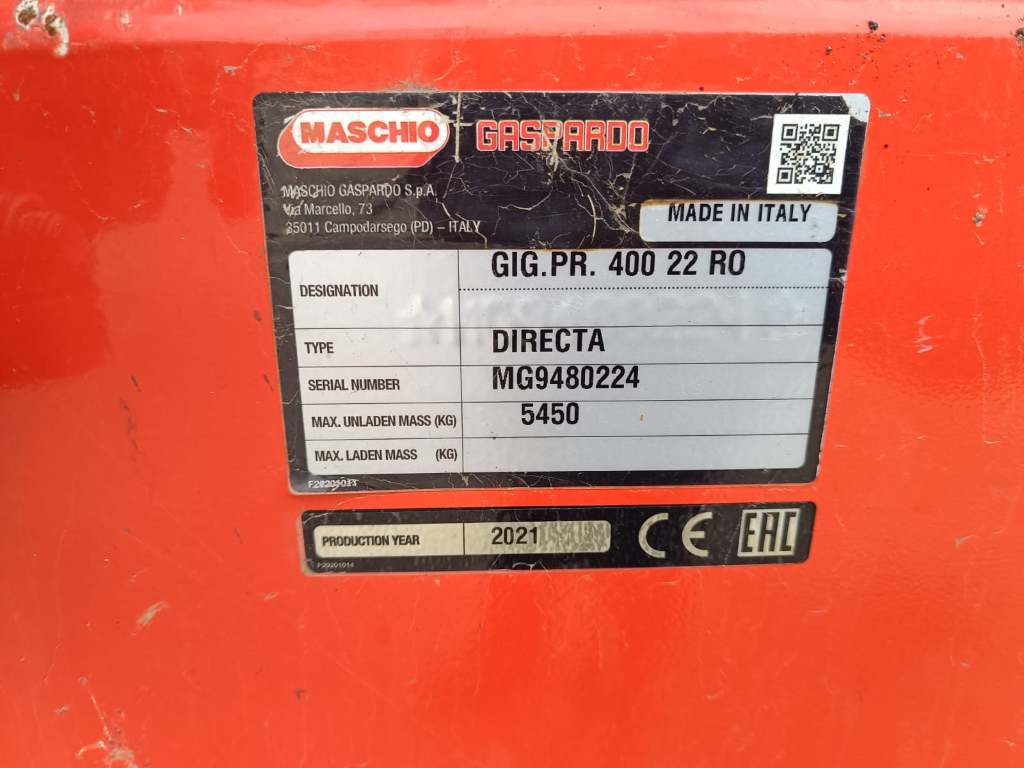 MASCHIO GASPARDO
MASCHIO GASPARDO S.p.A.
Via Marcello, 73
35011 Campodarsego (PD) – ITALY
MADE IN ITALY
DESIGNATION GIG.PR. 400 22 RO
TYPE DIRECTA
SERIAL NUMBER MG9480224
MAX. UNLADEN MASS (KG) 5450
MAX. LADEN MASS (KG)
F20201014
PRODUCTION YEAR 2021 CE EAC
F20201014